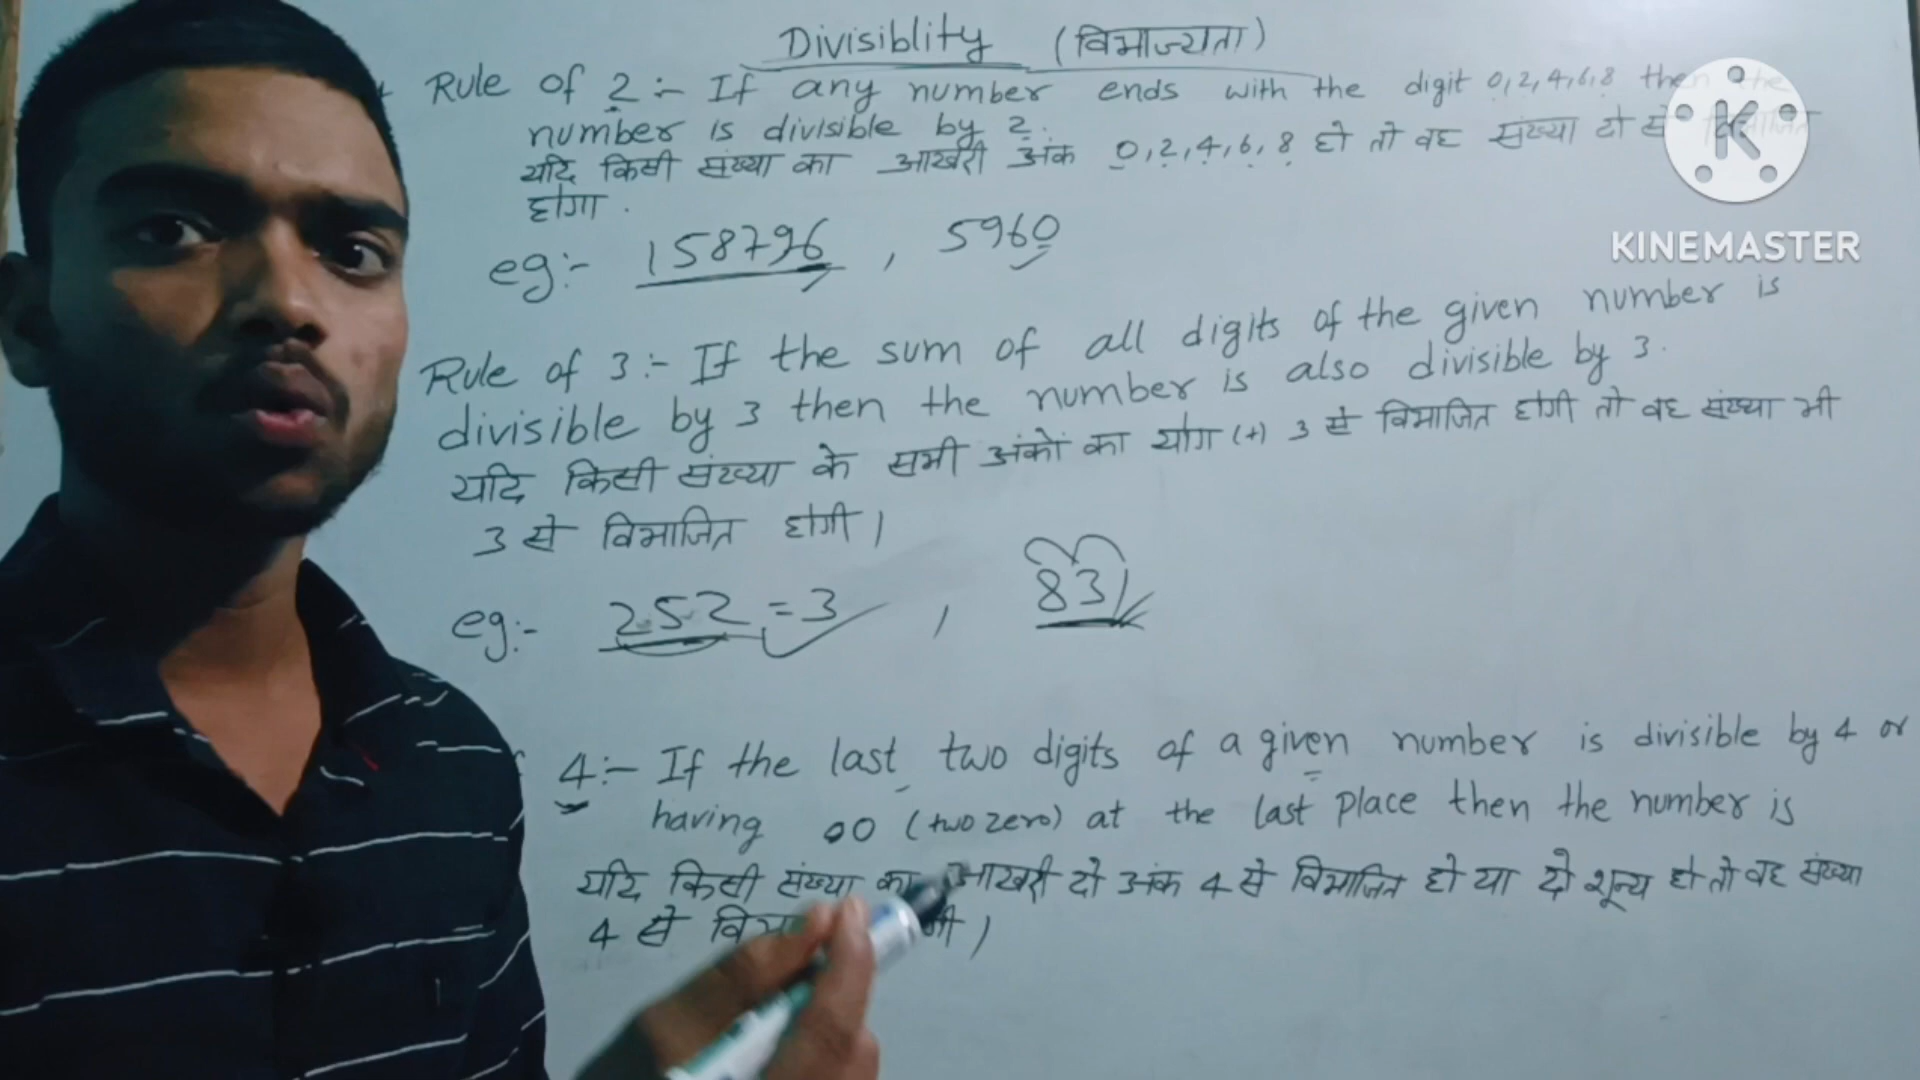 Divisiblity (विभाज्यता)
Rule of 2:- If any number ends with the digit 0,2,4,6,8 then the
number is divisible by 2.
यदि किसी संख्या का आखरी अंक 0,2,4,6,8 हो तो वह संख्या दो से
होगा.
eg:- 158796, 5960
KINEMASTER
Rule of 3:- If the sum of all digits of the given number is
divisible by 3 then the number is also divisible by 3.
यदि किसी संख्या के सभी अंकों का योग (+) 3 से विभाजित होगी तो वह संख्या भी
3 से विभाजित होगी।
eg:- 252 = 3, 831
4:- If the last two digits of a given number is divisible by 4 or
having 00 (two zero) at the last place then the number is
यदि किसी संख्या का आखरी दो अंक 4 से विभाजित हो या दो शून्य हो तो वह संख्या
4 से